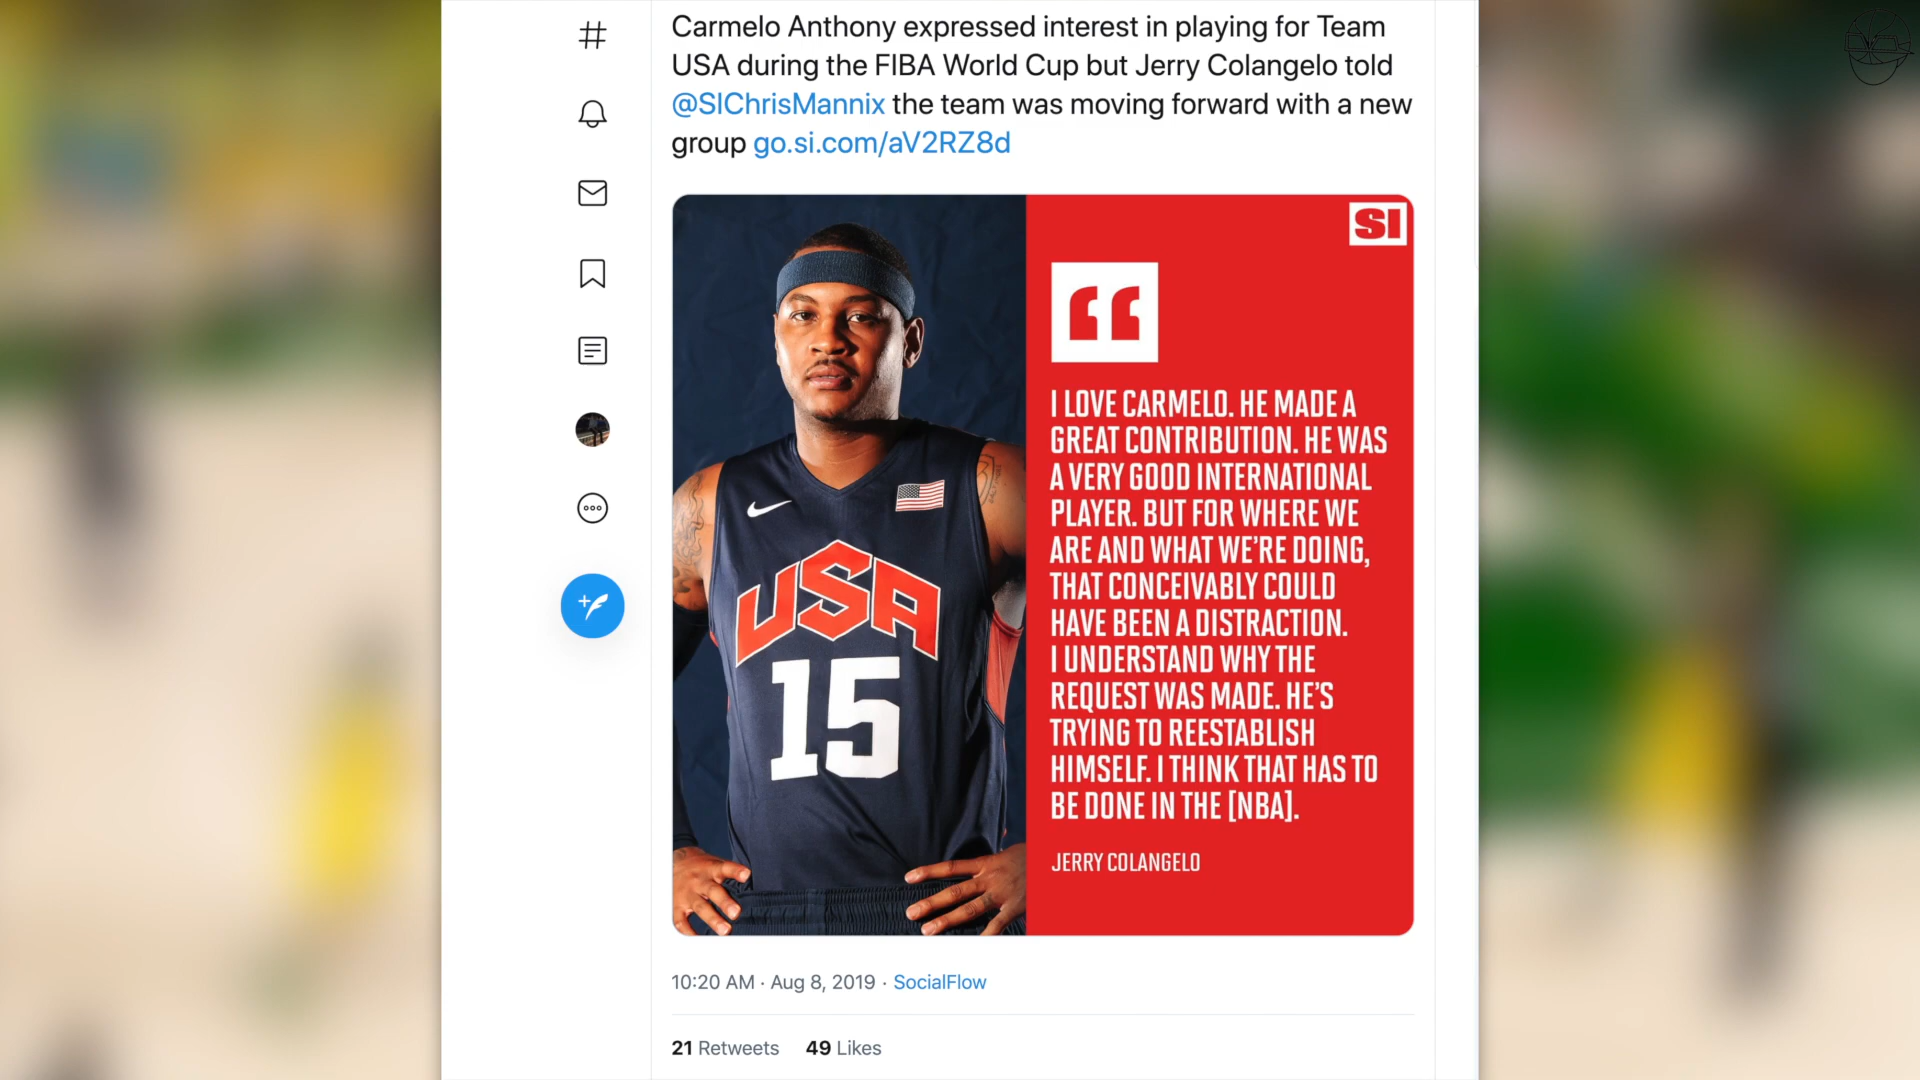 Carmelo Anthony expressed interest in playing for Team
USA during the FIBA World Cup but Jerry Colangelo told
@SIChrisMannix the team was moving forward with a new
group go.si.com/aV2RZ8d
SI
“
I LOVE CARMELO. HE MADE A
GREAT CONTRIBUTION. HE WAS
A VERY GOOD INTERNATIONAL
PLAYER. BUT FOR WHERE WE
ARE AND WHAT WE'RE DOING,
THAT CONCEIVABLY COULD
HAVE BEEN A DISTRACTION.
I UNDERSTAND WHY THE
REQUEST WAS MADE. HE'S
TRYING TO REESTABLISH
HIMSELF. I THINK THAT HAS TO
BE DONE IN THE [NBA].
JERRY COLANGELO
USA
15
10:20 AM · Aug 8, 2019 · SocialFlow
21 Retweets 49 Likes